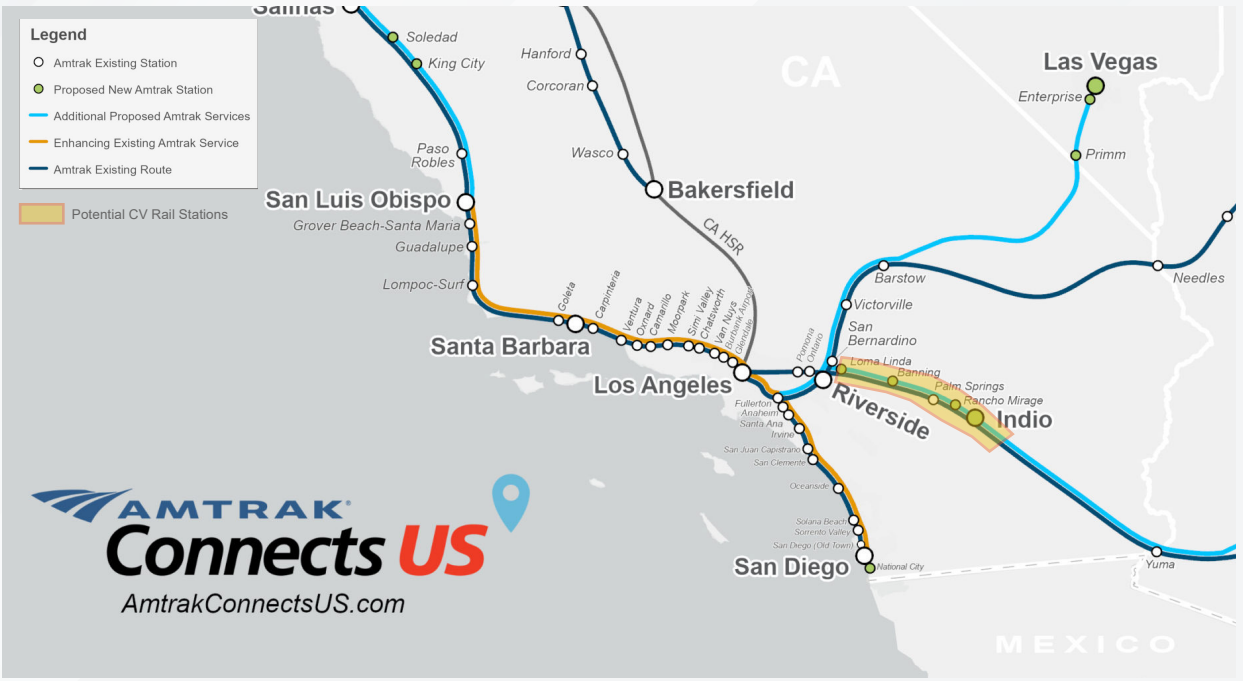 Salinas
Legend
Amtrak Existing Station
Proposed New Amtrak Station
Additional Proposed Amtrak Services
Enhancing Existing Amtrak Service
Amtrak Existing Route
Potential CV Rail Stations
Soledad
King City
Hanford
Corcoran
Wasco
Bakersfield
CA HSR
CA
Las Vegas
Enterprise
Primm
Paso
Robles
San Luis Obispo
Grover Beach-Santa Maria
Guadalupe
Lompoc-Surf
Goleta
Santa Barbara
Carpinteria
Ventura
Oxnard
Camarillo
Moorpark
Simi Valley
Chatsworth
Van Nuys
Burbank Airport
Glendale
Los Angeles
Pomona
Ontario
Barstow
Needles
Victorville
San
Bernardino
Loma Linda
Banning
Palm Springs
Rancho Mirage
Riverside
Indio
Fullerton
Anaheim
Santa Ana
Irvine
San Juan Capistrano
San Clemente
Oceanside
Solana Beach
Sorrento Valley
San Diego (Old Town)
San Diego
National City
Yuma
MEXICO
AMTRAK®
Connects US
AmtrakConnectsUS.com